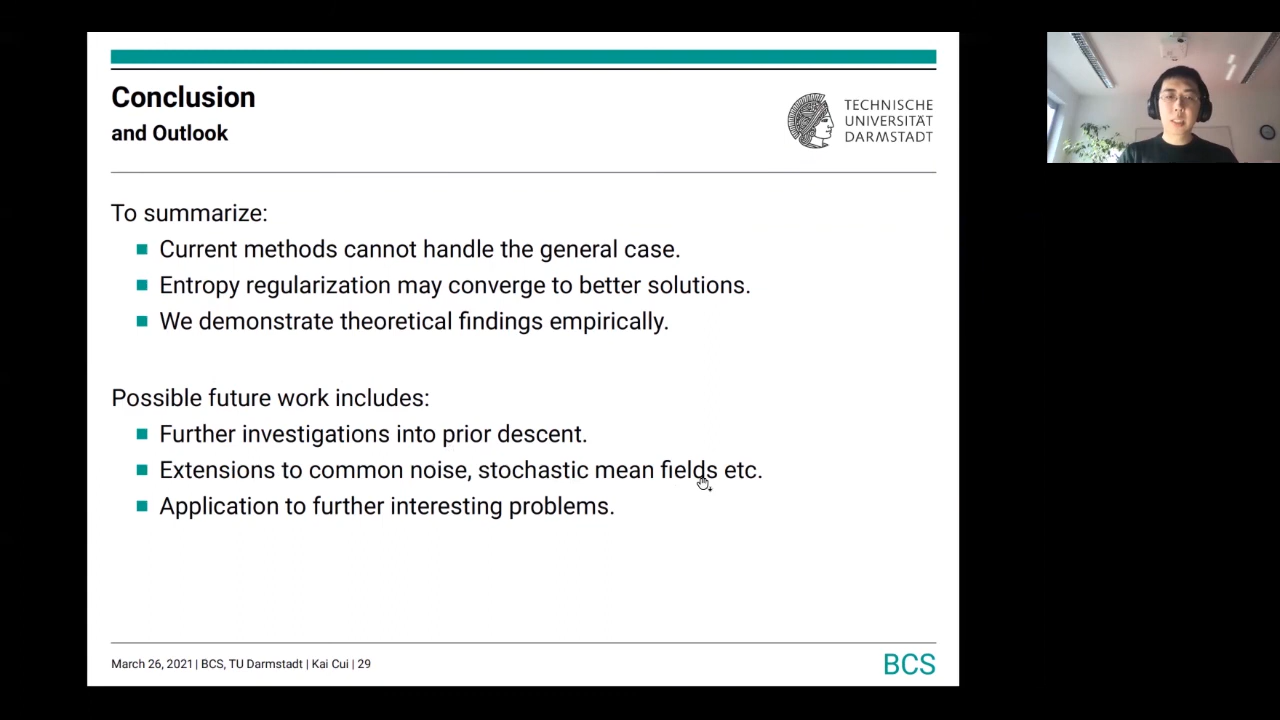 Conclusion
and Outlook
TECHNISCHE
UNIVERSITÄT
DARMSTADT
To summarize:
Current methods cannot handle the general case.
Entropy regularization may converge to better solutions.
We demonstrate theoretical findings empirically.
Possible future work includes:
Further investigations into prior descent.
Extensions to common noise, stochastic mean fields etc.
Application to further interesting problems.
March 26, 2021 | BCS, TU Darmstadt | Kai Cui | 29
BCS